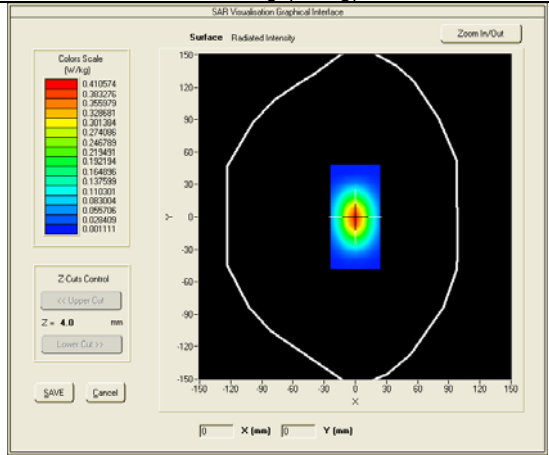 SAR Visualisation Graphical Interface
Surface Radiated Intensity
Zoom In/Out
Colors Scale
(W/kg)
0.410574
0.383276
0.355979
0.328681
0.301384
0.274086
0.246789
0.219491
0.192194
0.164896
0.137599
0.110301
0.083004
0.055706
0.028409
0.001111
Z-Cuts Control
<< Upper Cut
Z = 4.0 mm
Lower Cut >>
SAVE Cancel
150
120
90
60
30
0
-30
-60
-90
-120
-150
Y
-150 -120 -90 -60 -30 0 30 60 90 120 150
X
0 X (mm) 0 Y (mm)